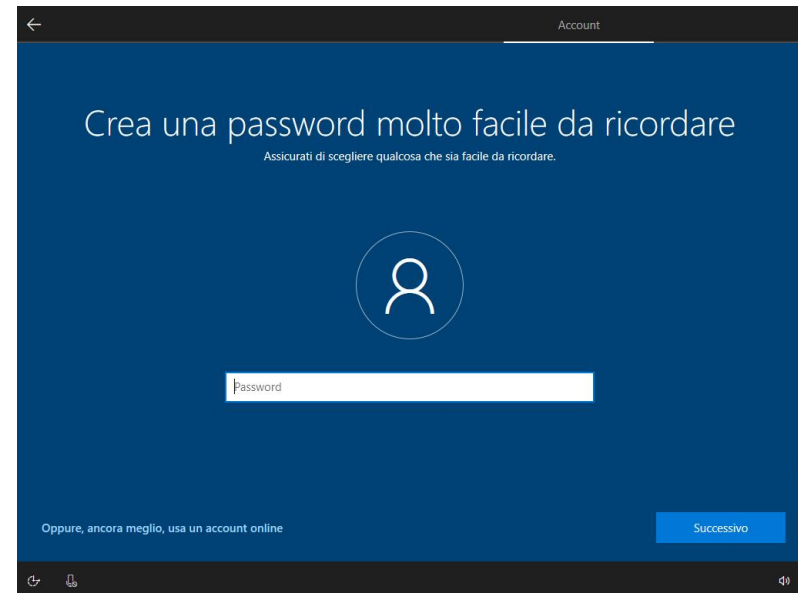 Account
Crea una password molto facile da ricordare
Assicurati di scegliere qualcosa che sia facile da ricordare.
Password
Oppure, ancora meglio, usa un account online
Successivo